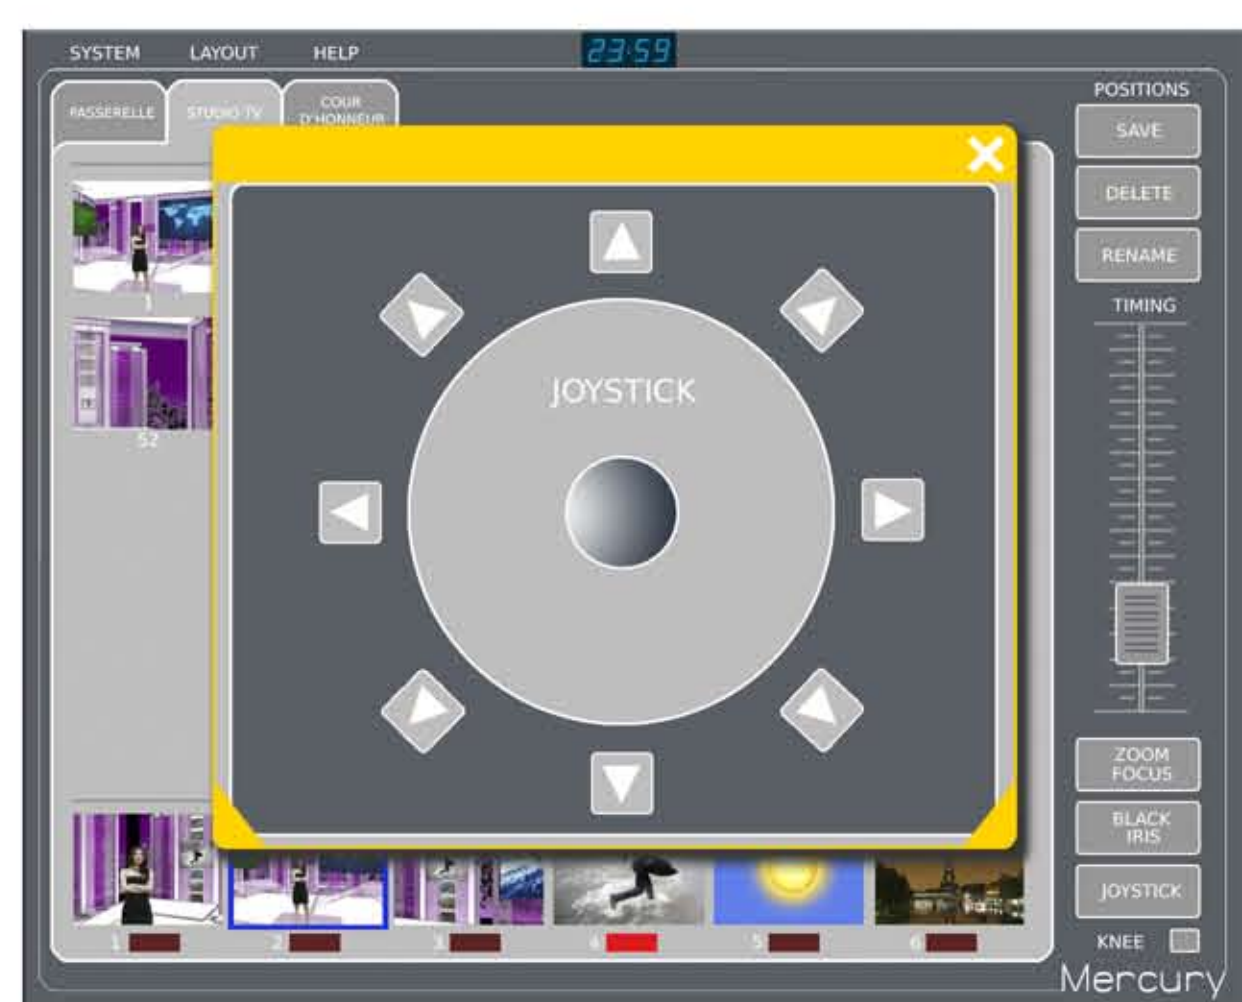 SYSTEM LAYOUT HELP
23:59
PASSERELLE
STUDIO TV
COUR
D'HONNEUR
POSITIONS
SAVE
DELETE
RENAME
TIMING
JOYSTICK
52
ZOOM
FOCUS
BLACK
IRIS
JOYSTICK
KNEE
1 2 3 4 5 6
Mercury